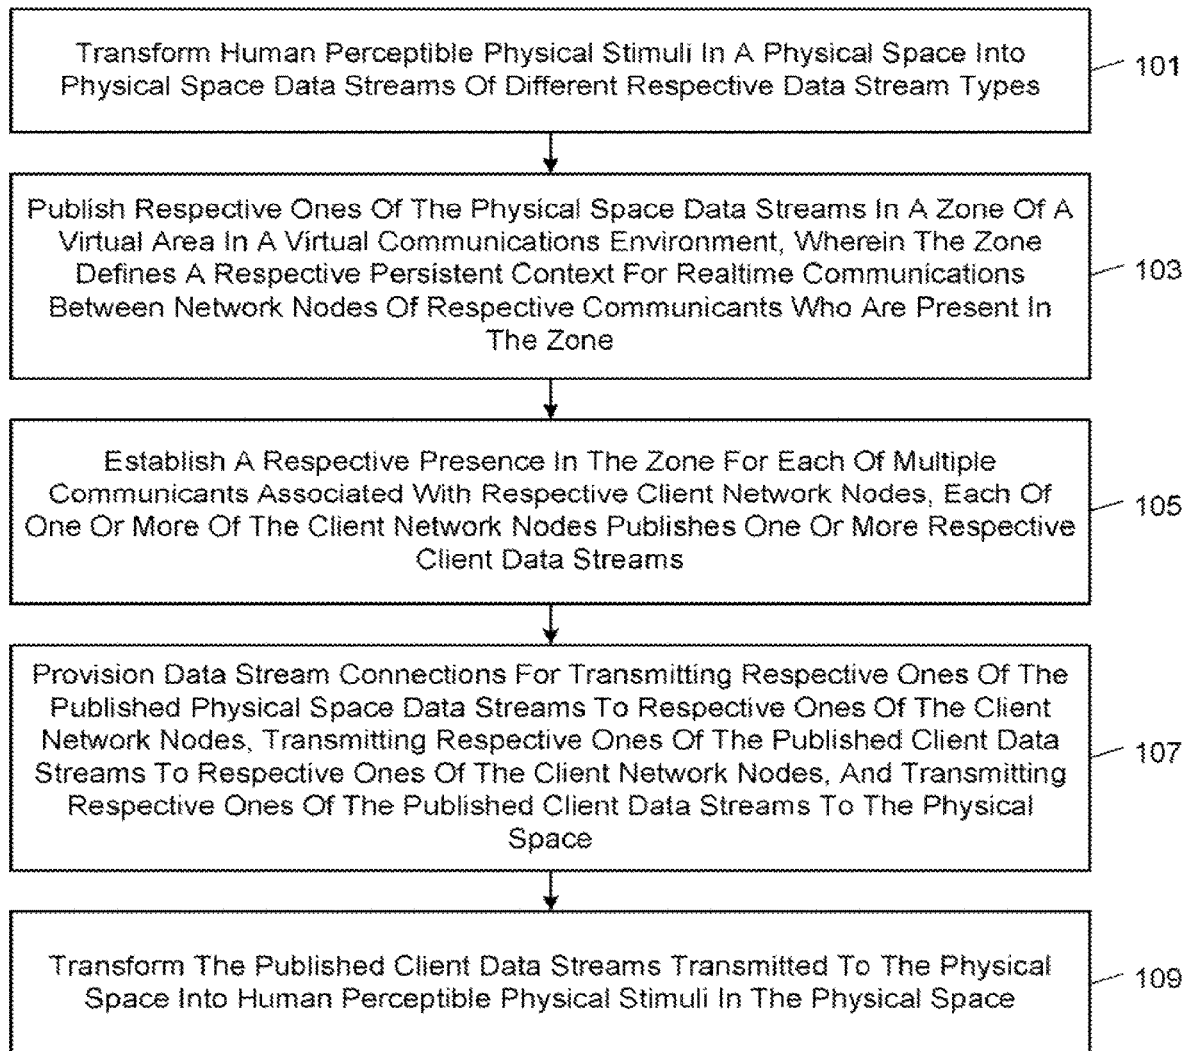 Transform Human Perceptible Physical Stimuli In A Physical Space Into
Physical Space Data Streams Of Different Respective Data Stream Types
101
Publish Respective Ones Of The Physical Space Data Streams In A Zone Of A
Virtual Area In A Virtual Communications Environment, Wherein The Zone
Defines A Respective Persistent Context For Realtime Communications
Between Network Nodes Of Respective Communicants Who Are Present In
The Zone
103
Establish A Respective Presence In The Zone For Each Of Multiple
Communicants Associated With Respective Client Network Nodes, Each Of
One Or More Of The Client Network Nodes Publishes One Or More Respective
Client Data Streams
105
Provision Data Stream Connections For Transmitting Respective Ones Of The
Published Physical Space Data Streams To Respective Ones Of The Client
Network Nodes, Transmitting Respective Ones Of The Published Client Data
Streams To Respective Ones Of The Client Network Nodes, And Transmitting
Respective Ones Of The Published Client Data Streams To The Physical
Space
107
Transform The Published Client Data Streams Transmitted To The Physical
Space Into Human Perceptible Physical Stimuli In The Physical Space
109